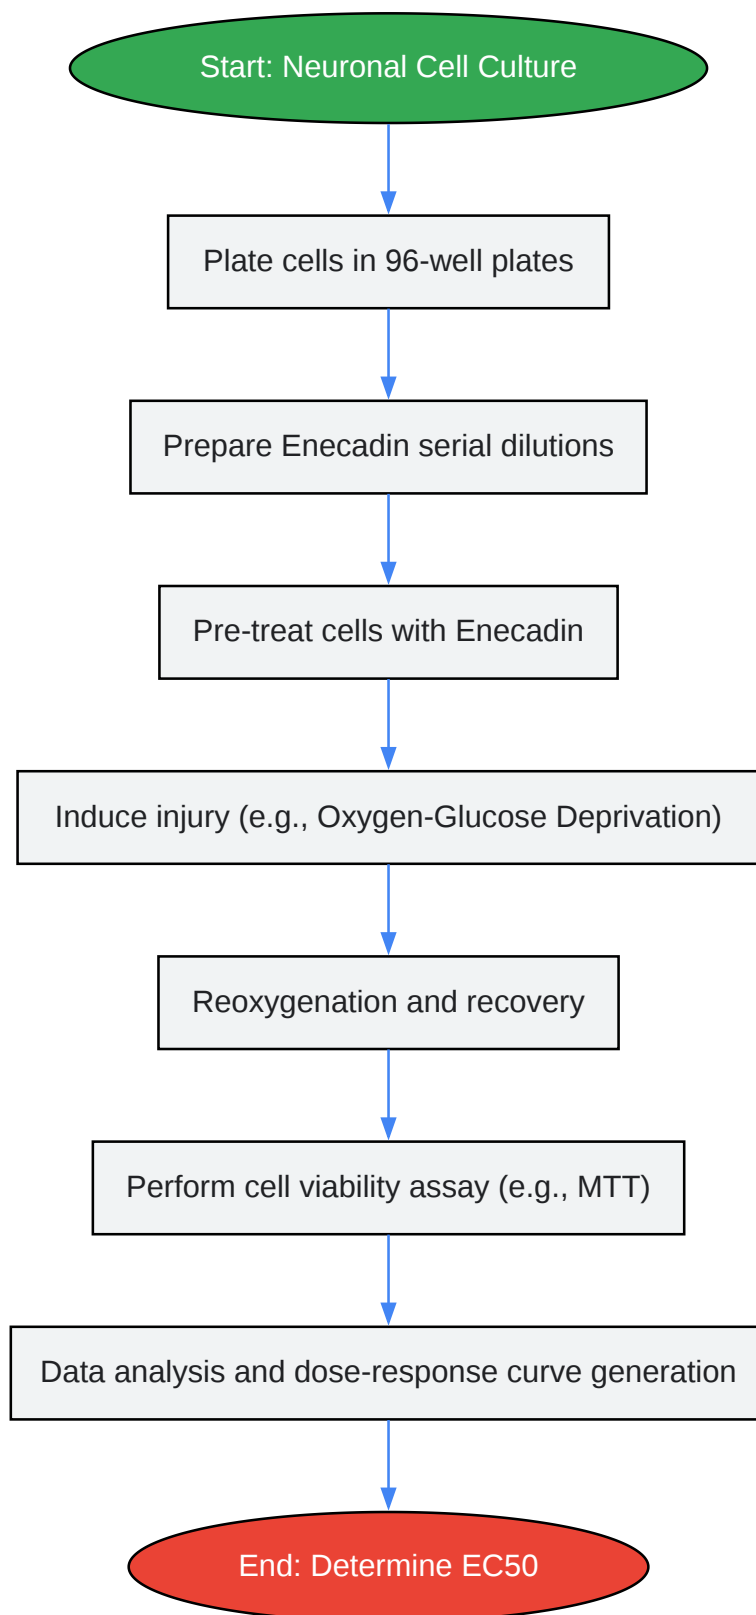 Start: Neuronal Cell Culture
Plate cells in 96-well plates
Prepare Enecadin serial dilutions
Pre-treat cells with Enecadin
Induce injury (e.g., Oxygen-Glucose Deprivation)
Reoxygenation and recovery
Perform cell viability assay (e.g., MTT)
Data analysis and dose-response curve generation
End: Determine EC50